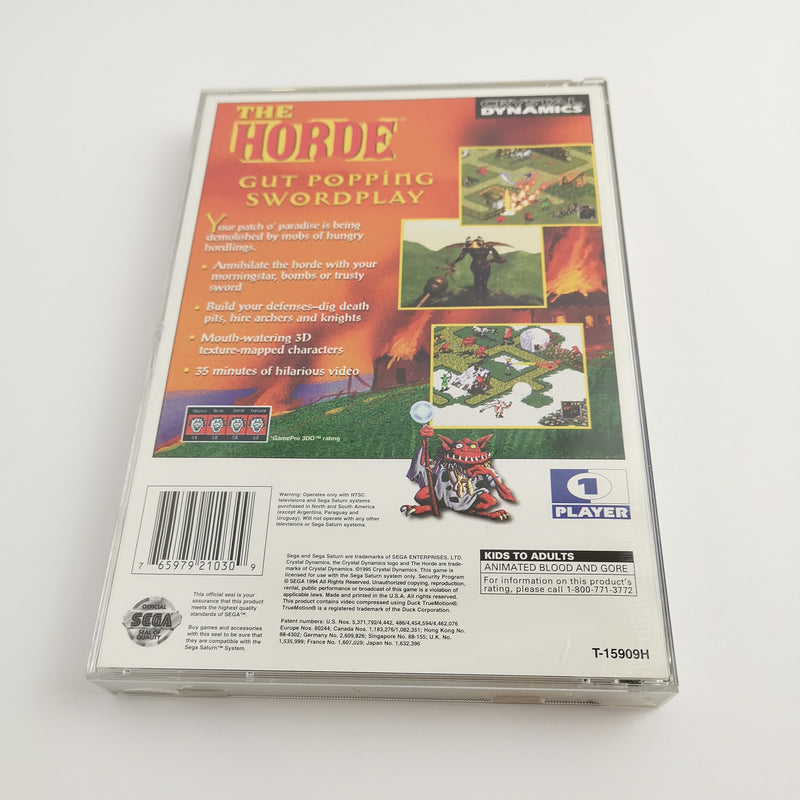 THE
HORDE™
CRYSTAL
DYNAMICS
GUT POPPING
SWORDPLAY
Your patch o' paradise is being
demolished by mobs of hungry
hordlings.
• Annihilate the horde with your
morningstar, bombs or trusty
sword
• Build your defenses–dig death
pits, hire archers and knights
• Mouth-watering 3D
texture-mapped characters
• 35 minutes of hilarious video
Graphics Sound Control FunFactor
5.0 5.0
*GamePro 3DO™ rating
1
PLAYER
Warning: Operates only with NTSC
televisions and Sega Saturn systems
purchased in North and South America
(except Argentina, Paraguay and
Uruguay). Will not operate with any other
televisions or Sega Saturn systems.
7 65979 21030 9
Sega and Sega Saturn are trademarks of SEGA ENTERPRISES, LTD.
Crystal Dynamics, the Crystal Dynamics logo and The Horde are trade-
marks of Crystal Dynamics. ©1995 Crystal Dynamics. This game is
licensed for use with the Sega Saturn system only. Security Program
© SEGA 1994 All Rights Reserved. Unauthorized copying, reproduction,
rental, public performance or broadcast of this game is a violation
of applicable laws. Made and printed in the U.S.A. All rights reserved.
This product contains video compressed using Duck TrueMotion®.
TrueMotion® is a registered trademark of the Duck Corporation.
KIDS TO ADULTS
ANIMATED BLOOD AND GORE
For information on this product's
rating, please call 1-800-771-3772
OFFICIAL
SEGA
SEAL OF QUALITY
This official seal is your
assurance that this product
meets the highest quality
standards of SEGA™.
Buy games and accessories
with this seal to be sure that
they are compatible with the
Sega Saturn™ System.
Patent numbers: U.S. Nos. 5,371,792/4,442, 486/4,454,594/4,462,076
Europe Nos. 80244; Canada Nos. 1,183,276/1,082,351; Hong Kong No.
88-4302; Germany No. 2,609,826; Singapore No. 88-155; U.K. No.
1,535,999; France No. 1,607,029; Japan No. 1,632,396
T-15909H